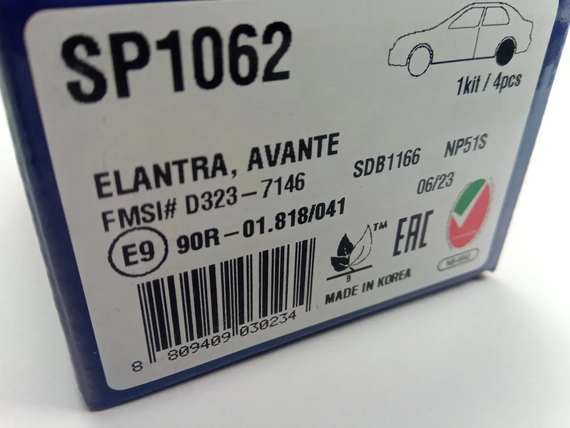 SP1062
1kit / 4pcs
ELANTRA, AVANTE
SDB1166 NP51S
FMSI# D323-7146
06/23
E9 90R-01.818/041
TM
EAC
B
MADE IN KOREA
8 809409 030234